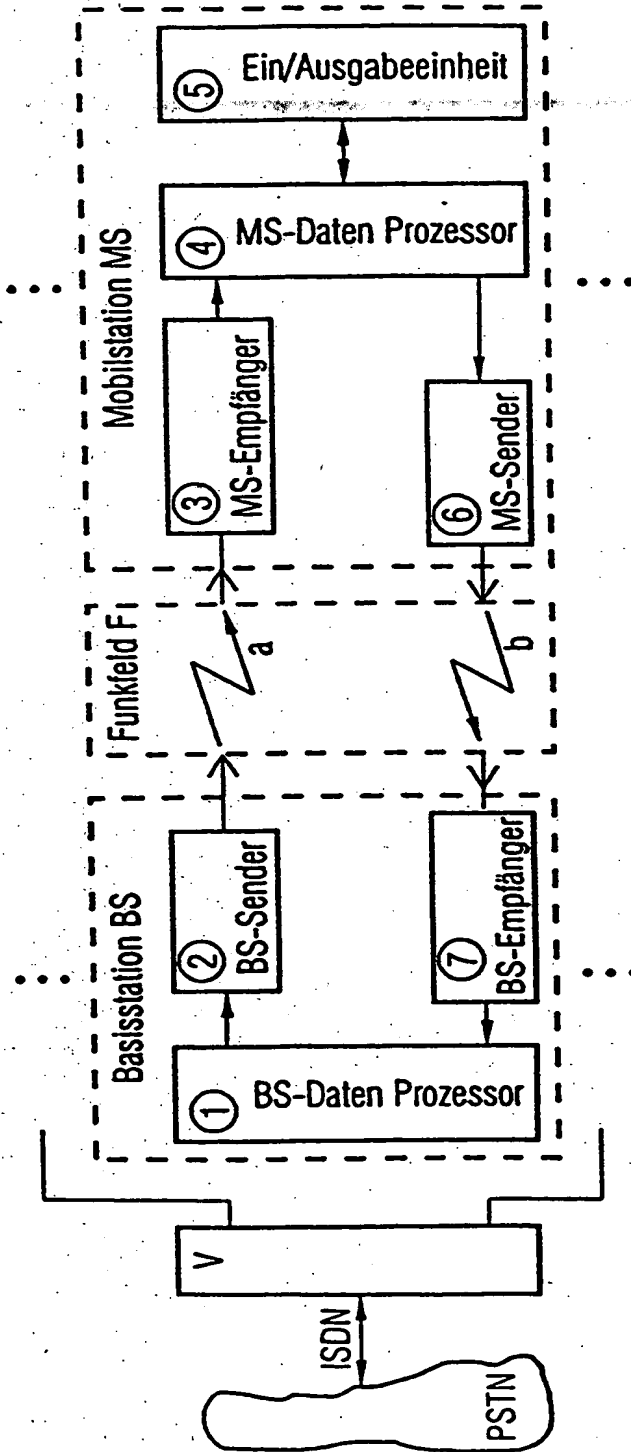 PSTN
ISDN
V
Basisstation BS
1
BS-Daten Prozessor
2
BS-Sender
7
BS-Empfänger
Funkfeld Fi
a
b
Mobilstation MS
3
MS-Empfänger
4
MS-Daten Prozessor
5
Ein/Ausgabeeinheit
6
MS-Sender